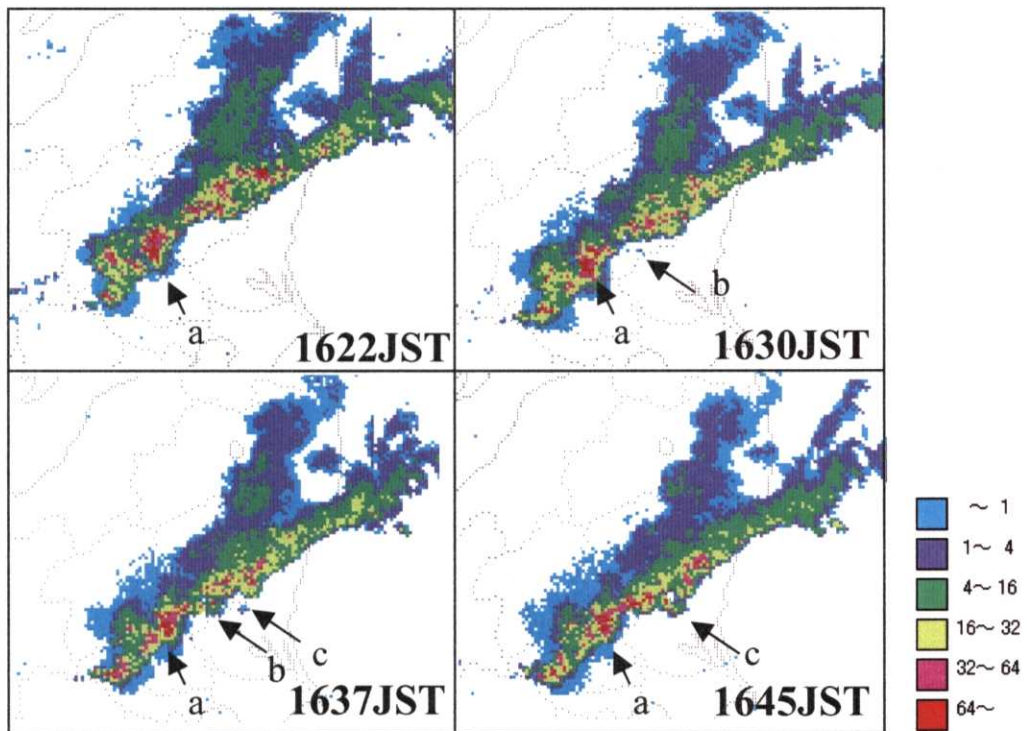 a
1622JST
b
a
1630JST
c
b
a
1637JST
c
a
1645JST
～ 1
1～ 4
4～ 16
16～ 32
32～ 64
64～